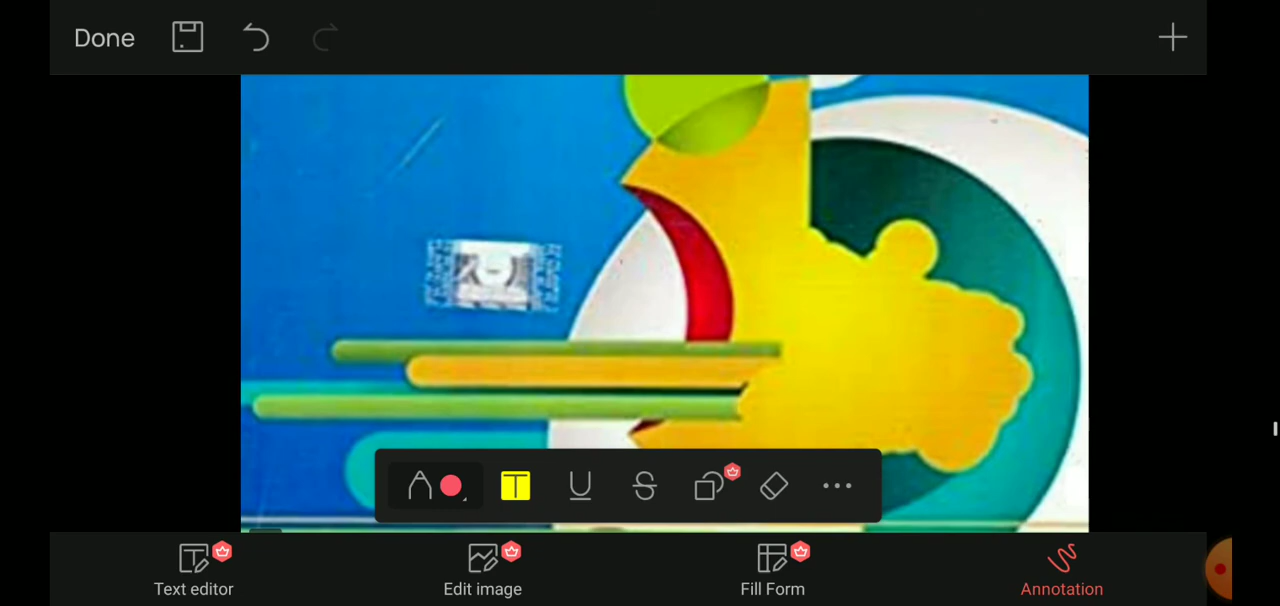 Done
T
U
S
Text editor
Edit image
Fill Form
Annotation